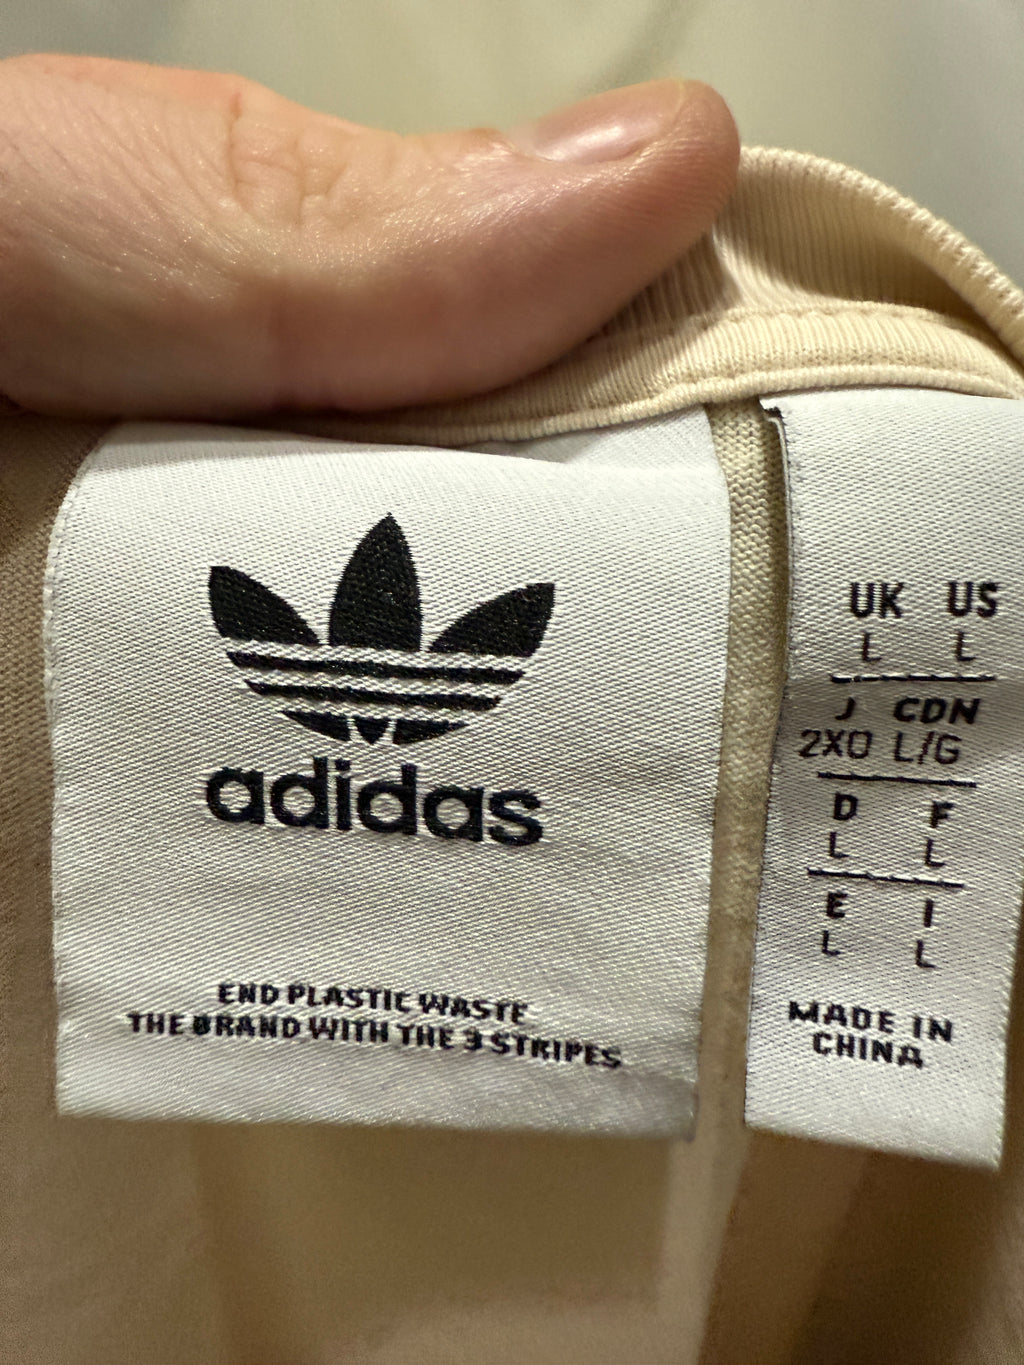 adidas
END PLASTIC WASTE
THE BRAND WITH THE 3 STRIPES
UK US
L L
J CDN
2XO L/G
D F
L L
E I
L L
MADE IN
CHINA